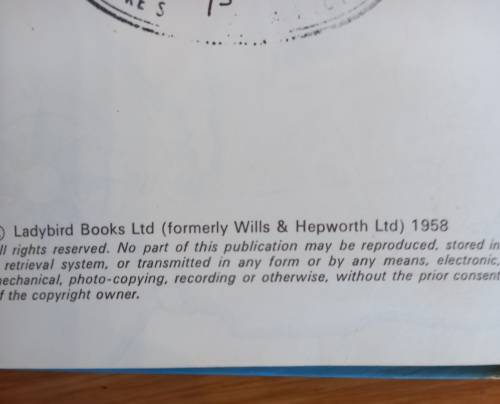 KES
© Ladybird Books Ltd (formerly Wills & Hepworth Ltd) 1958
ll rights reserved. No part of this publication may be reproduced, stored in
retrieval system, or transmitted in any form or by any means, electronic,
mechanical, photo-copying, recording or otherwise, without the prior consent
f the copyright owner.